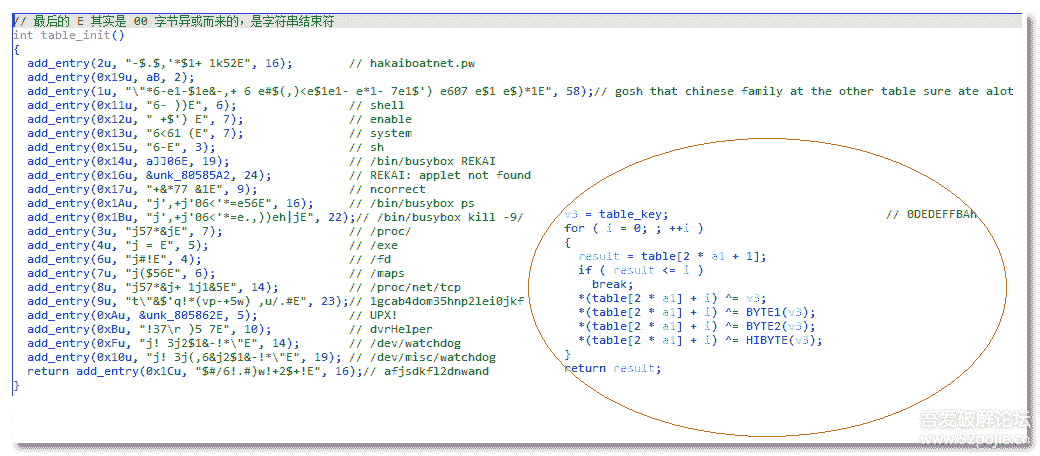 // 最后的 E 其实是 00 字节异或而来的，是字符串结束符
int table_init()
{
add_entry(2u, "-$.$,'*$1+ 1k52E", 16); // hakaiboatnet.pw
add_entry(0x19u, aB, 2);
add_entry(1u, "\"*6-e1-$1e&-,+ 6 e#$(,)<e$1e1- e*1- 7e1$') e607 e$1 e$)*1E", 58);// gosh that chinese family at the other table sure ate alot
add_entry(0x11u, "6- ))E", 6); // shell
add_entry(0x12u, " +$') E", 7); // enable
add_entry(0x13u, "6<61 (E", 7); // system
add_entry(0x15u, "6-E", 3); // sh
add_entry(0x14u, aJJ06E, 19); // /bin/busybox REKAI
add_entry(0x16u, &unk_80585A2, 24); // REKAI: applet not found
add_entry(0x17u, "+&*77 &1E", 9); // ncorrect
add_entry(0x1Au, "j',+j'06<'*=e56E", 16); // /bin/busybox ps
add_entry(0x1Bu, "j',+j'06<'*=e.,))eh|jE", 22);// /bin/busybox kill -9/
add_entry(3u, "j57*&jE", 7); // /proc/
add_entry(4u, "j = E", 5); // /exe
add_entry(6u, "j#!E", 4); // /fd
add_entry(7u, "j($56E", 6); // /maps
add_entry(8u, "j57*&j+ 1j1&5E", 14); // /proc/net/tcp
add_entry(9u, "t\"&$'q!*(vp-+5w) ,u/.#E", 23);// 1gcab4dom35hnp2lei0jkf
add_entry(0xAu, &unk_805862E, 5); // UPX!
add_entry(0xBu, "!37\r )5 7E", 10); // dvrHelper
add_entry(0xFu, "j! 3j2$1&-!*\"E", 14); // /dev/watchdog
add_entry(0x10u, "j! 3j(,6&j2$1&-!*\"E", 19); // /dev/misc/watchdog
return add_entry(0x1Cu, "$#/6!.#)w!+2$+!E", 16);// afjsdkfl2dnwand
}
v3 = table_key; // 0DEDEFFBAh
for ( i = 0; ; ++i )
{
result = table[2 * a1 + 1];
if ( result <= i )
break;
*(table[2 * a1] + i) ^= v3;
*(table[2 * a1] + i) ^= BYTE1(v3);
*(table[2 * a1] + i) ^= BYTE2(v3);
*(table[2 * a1] + i) ^= HIBYTE(v3);
}
return result;
吾爱破解论坛
www.52pojie.cn